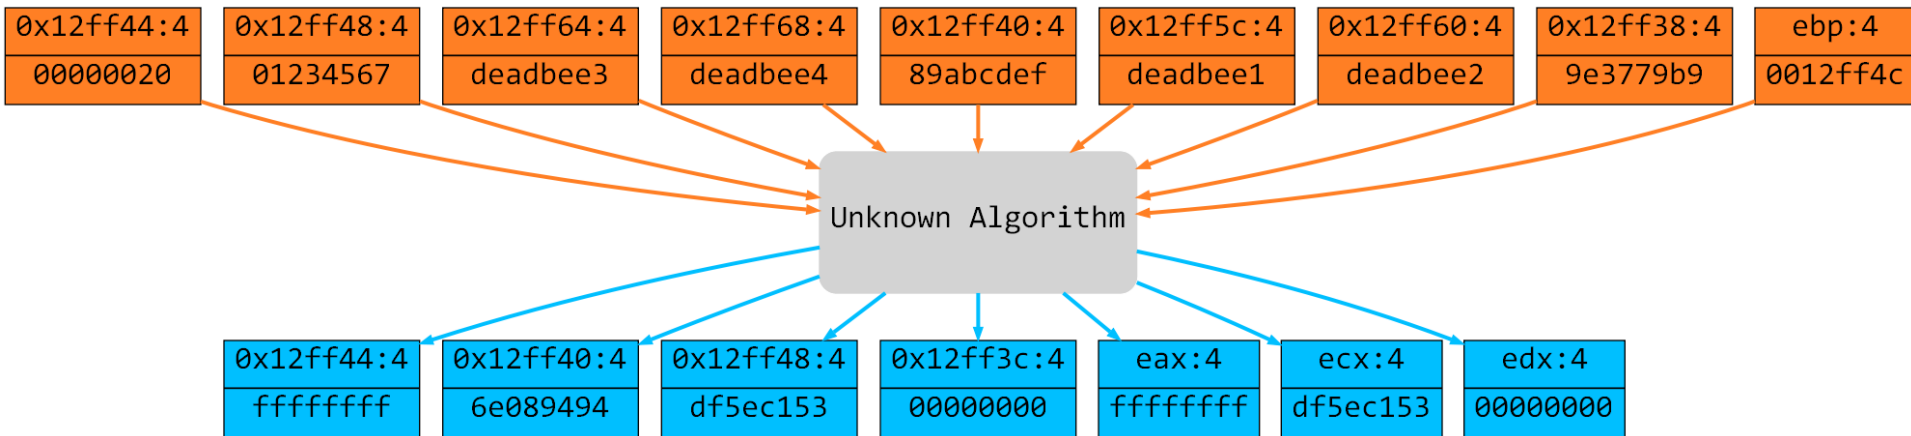 0x12ff44:4 0x12ff48:4 0x12ff64:4 0x12ff68:4 0x12ff40:4 0x12ff5c:4 0x12ff60:4 0x12ff38:4 ebp:4
00000020 01234567 deadbee3 deadbee4 89abcdef deadbee1 deadbee2 9e3779b9 0012ff4c
Unknown Algorithm
0x12ff44:4 0x12ff40:4 0x12ff48:4 0x12ff3c:4 eax:4 ecx:4 edx:4
ffffffff 6e089494 df5ec153 00000000 ffffffff df5ec153 00000000